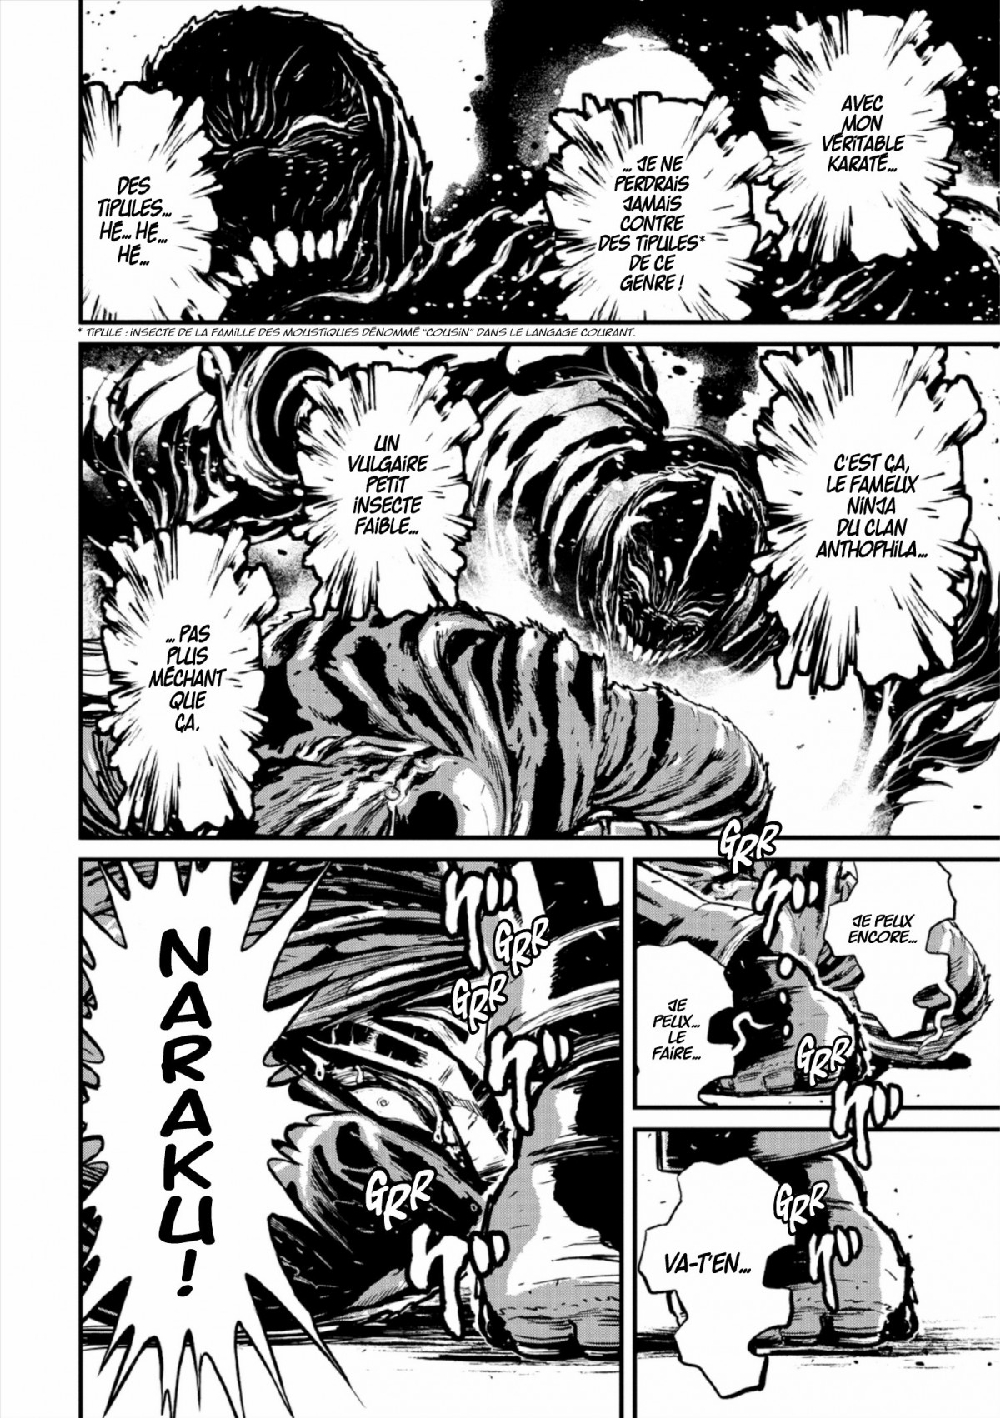 AVEC
MON
VÉRITABLE
KARATÉ...
... JE NE
PERDRAIS
JAMAIS
CONTRE
DES TIPULES*
DE CE
GENRE !
DES
TIPULES...
HÉ... HÉ...
HÉ...
* TIPULE : INSECTE DE LA FAMILLE DES MOUSTIQUES DÉNOMMÉ "COUSIN" DANS LE LANGAGE COURANT.
C'EST ÇA,
LE FAMEUX
NINJA
DU CLAN
ANTHOPHILA...
UN
VULGAIRE
PETIT
INSECTE
FAIBLE...
... PAS
PLUS
MÉCHANT
QUE
ÇA.
GRR
JE PEUX
ENCORE...
JE
PEUX...
LE
FAIRE...
GRR
VA-T'EN...
GRR
GRR
GRR
GRR
GRR
NARAKU !